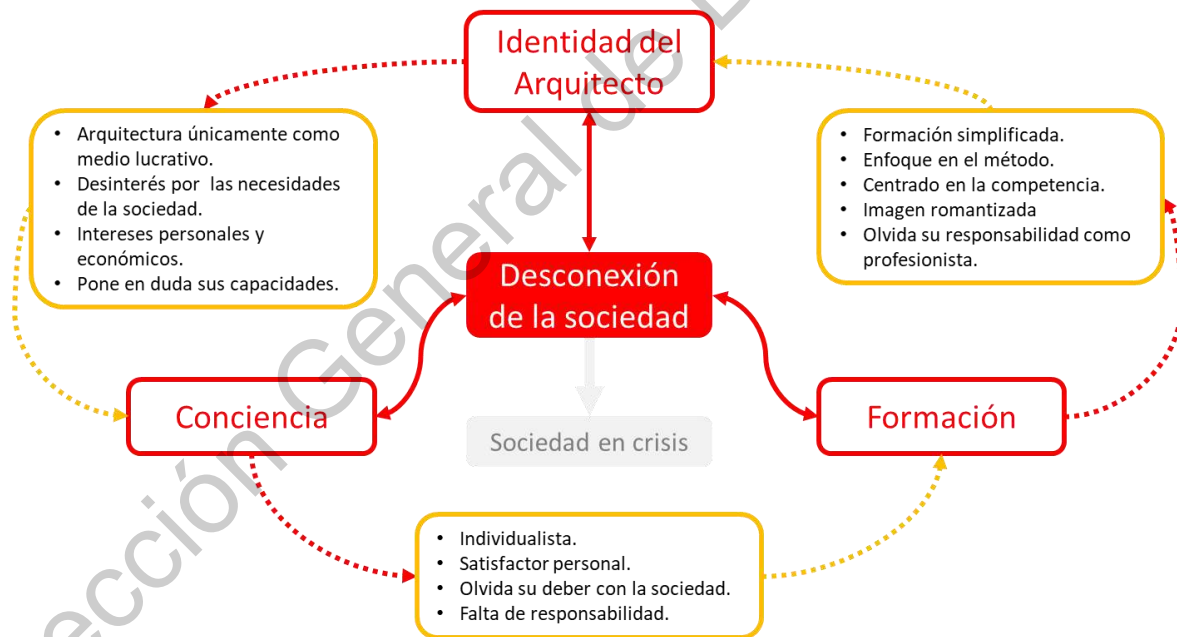 Identidad del
Arquitecto
• Arquitectura únicamente como
medio lucrativo.
• Desinterés por las necesidades
de la sociedad.
• Intereses personales y
económicos.
• Pone en duda sus capacidades.
• Formación simplificada.
• Enfoque en el método.
• Centrado en la competencia.
• Imagen romantizada
• Olvida su responsabilidad como
profesionista.
Desconexión
de la sociedad
Conciencia
Sociedad en crisis
Formación
• Individualista.
• Satisfactor personal.
• Olvida su deber con la sociedad.
• Falta de responsabilidad.
ección General de